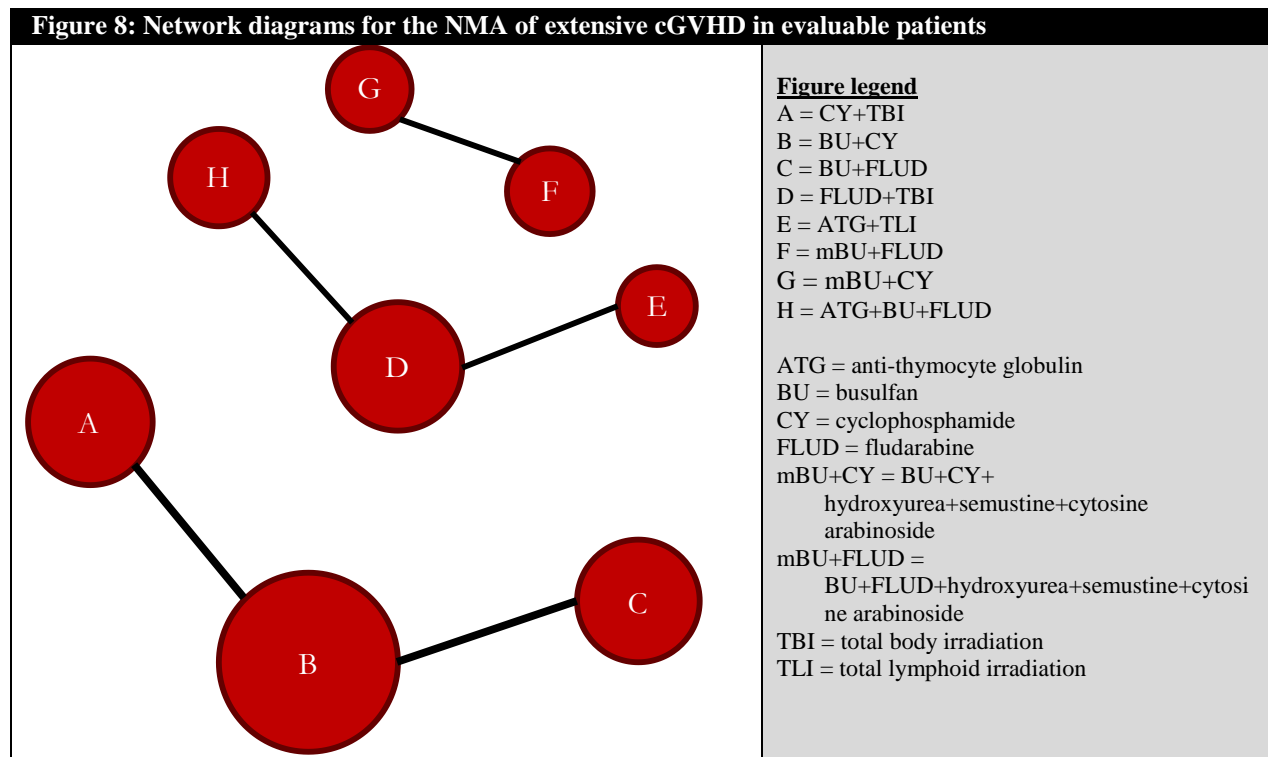 Figure 8: Network diagrams for the NMA of extensive cGVHD in evaluable patients
G
H
F
E
D
A
C
B
Figure legend
A = CY+TBI
B = BU+CY
C = BU+FLUD
D = FLUD+TBI
E = ATG+TLI
F = mBU+FLUD
G = mBU+CY
H = ATG+BU+FLUD
ATG = anti-thymocyte globulin
BU = busulfan
CY = cyclophosphamide
FLUD = fludarabine
mBU+CY = BU+CY+
hydroxyurea+semustine+cytosine
arabinoside
mBU+FLUD =
BU+FLUD+hydroxyurea+semustine+cytosi
ne arabinoside
TBI = total body irradiation
TLI = total lymphoid irradiation